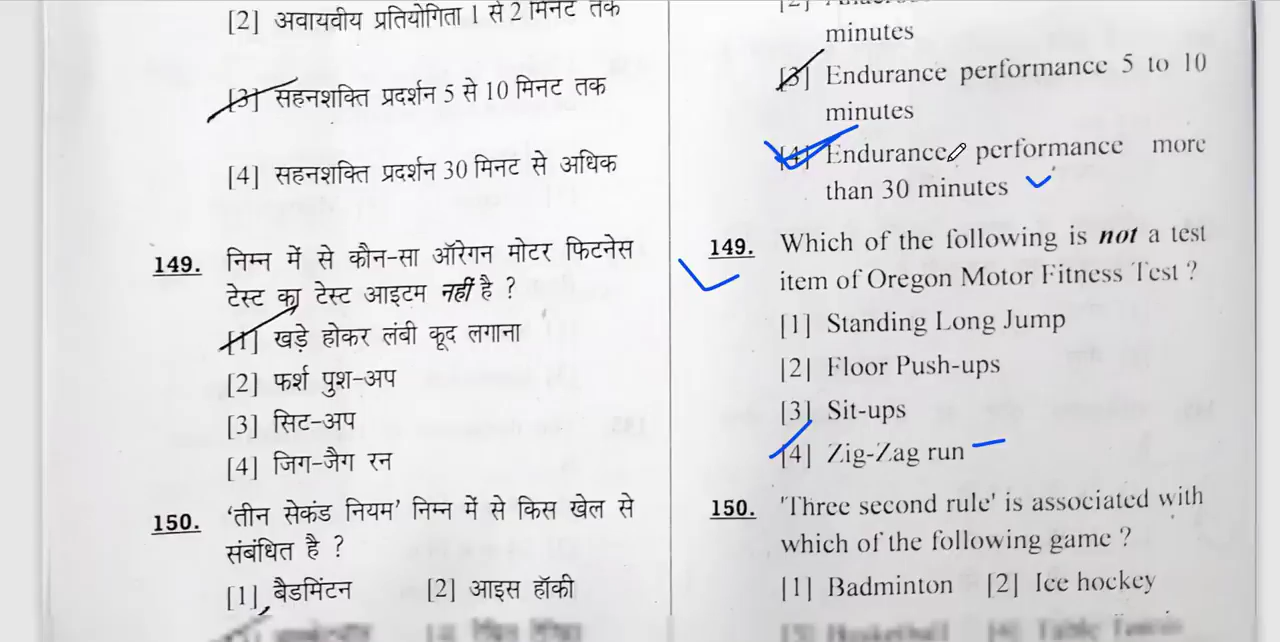 [2] अवायवीय प्रतियोगिता 1 से 2 मिनट तक
[3] सहनशक्ति प्रदर्शन 5 से 10 मिनट तक
[4] सहनशक्ति प्रदर्शन 30 मिनट से अधिक
149. निम्न में से कौन-सा ऑरेगन मोटर फिटनेस
टेस्ट का टेस्ट आइटम नहीं है ?
[1] खड़े होकर लंबी कूद लगाना
[2] फर्श पुश-अप
[3] सिट-अप
[4] जिग-जैग रन
150. ‘तीन सेकंड नियम’ निम्न में से किस खेल से
संबंधित है ?
[1] बैडमिंटन [2] आइस हॉकी
minutes
[3] Endurance performance 5 to 10
minutes
[4] Endurance performance more
than 30 minutes
149. Which of the following is not a test
item of Oregon Motor Fitness Test ?
[1] Standing Long Jump
[2] Floor Push-ups
[3] Sit-ups
[4] Zig-Zag run
150. 'Three second rule' is associated with
which of the following game ?
[1] Badminton [2] Ice hockey
[3] Basketball [4] Table Tennis